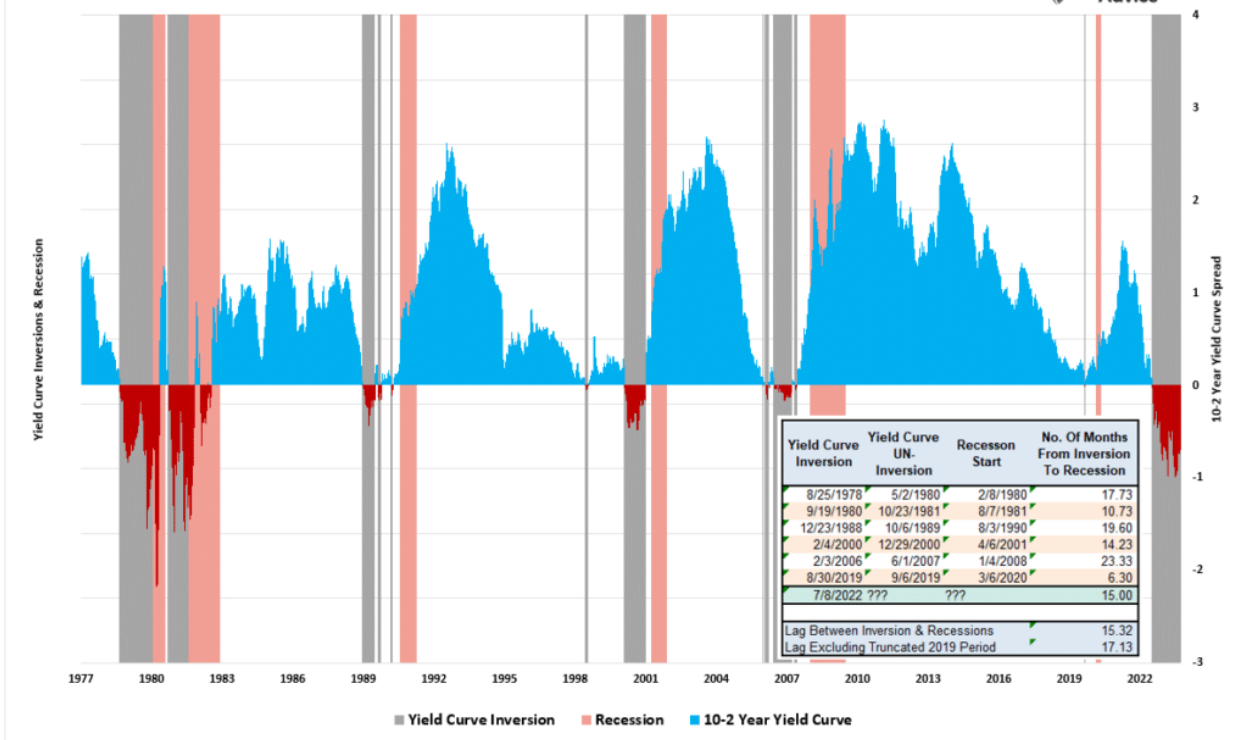 Advice
4
3
2
1
0
-1
-2
-3
Yield Curve Inversions & Recession
10-2 Year Yield Curve Spread
Yield Curve Inversion
Yield Curve UN-Inversion
Recesson Start
No. Of Months From Inversion To Recession
8/25/1978 5/2/1980 2/8/1980 17.73
9/19/1980 10/23/1981 8/7/1981 10.73
12/23/1988 10/6/1989 8/3/1990 19.60
2/4/2000 12/29/2000 4/6/2001 14.23
2/3/2006 6/1/2007 1/4/2008 23.33
8/30/2019 9/6/2019 3/6/2020 6.30
7/8/2022 ??? ??? 15.00
Lag Between Inversion & Recessions 15.32
Lag Excluding Truncated 2019 Period 17.13
1977 1980 1983 1986 1989 1992 1995 1998 2001 2004 2007 2010 2013 2016 2019 2022
Yield Curve Inversion Recession 10-2 Year Yield Curve